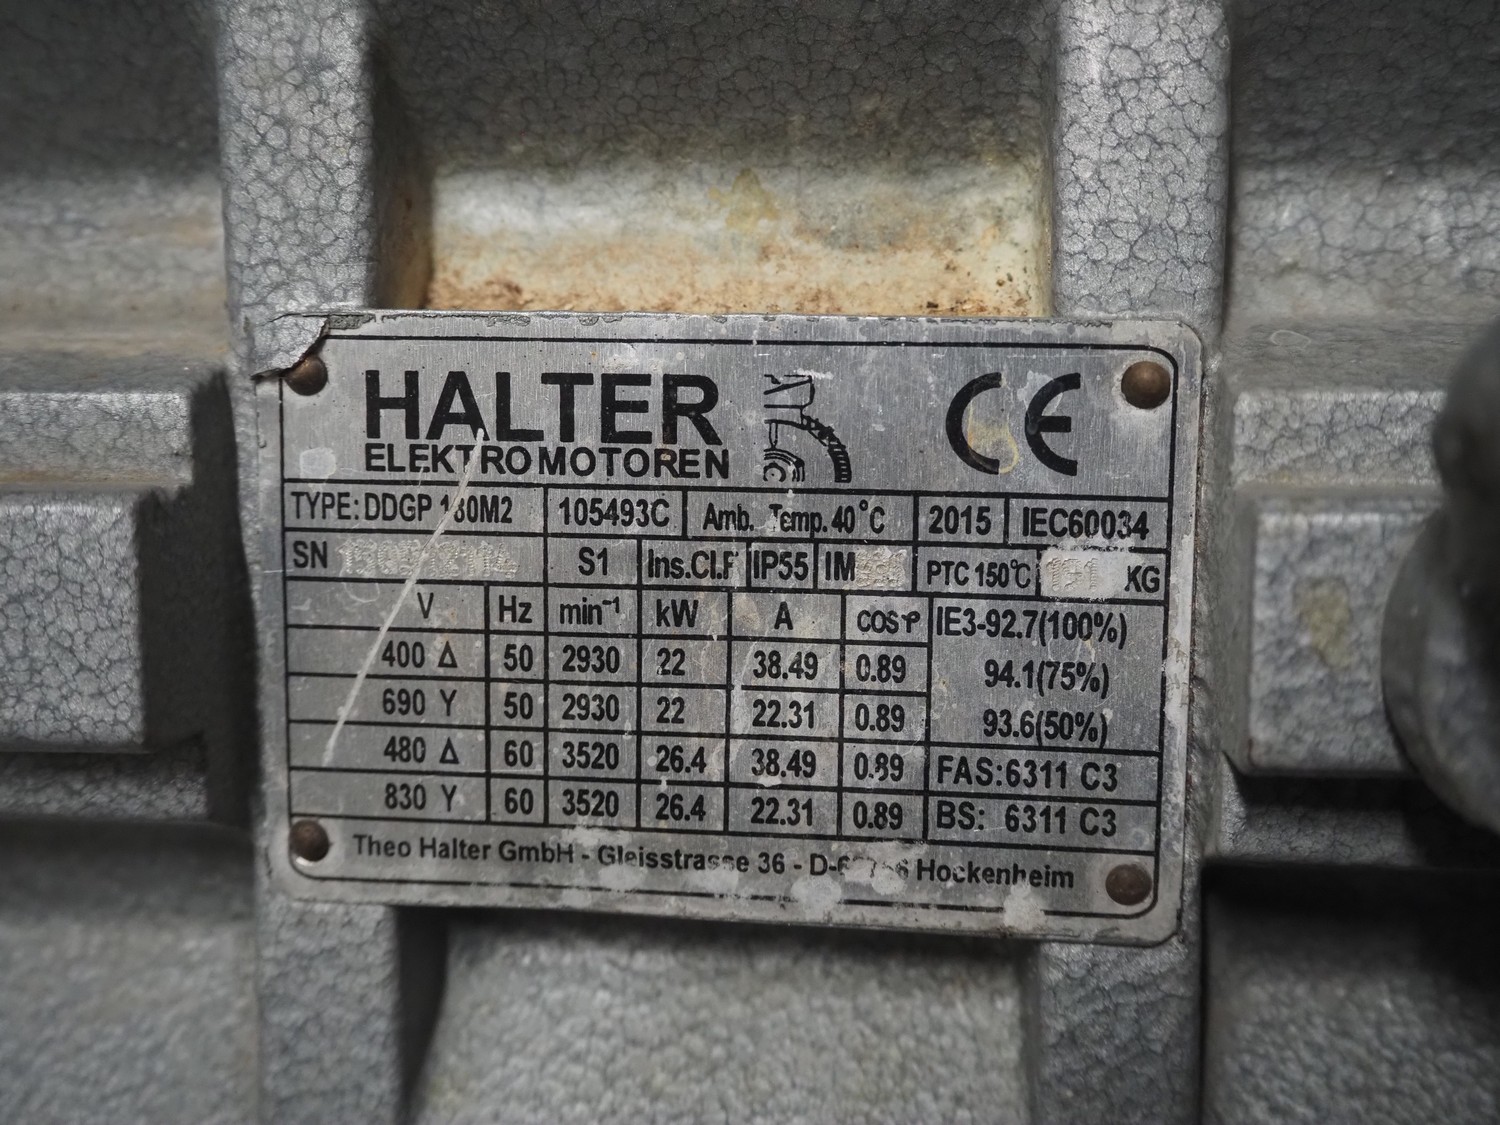 HALTER
ELEKTROMOTOREN
CE
TYPE: DDGP 180M2 105493C Amb. Temp. 40°C 2015 IEC60034
SN S1 Ins.Cl.F IP55 IM PTC 150°C 191 KG
V Hz min⁻¹ kW A cosφ IE3-92.7(100%)
400 Δ 50 2930 22 38.49 0.89 94.1(75%)
690 Y 50 2930 22 22.31 0.89 93.6(50%)
480 Δ 60 3520 26.4 38.49 0.89 FAS:6311 C3
830 Y 60 3520 26.4 22.31 0.89 BS: 6311 C3
Theo Halter GmbH - Gleisstrasse 36 - Hockenheim